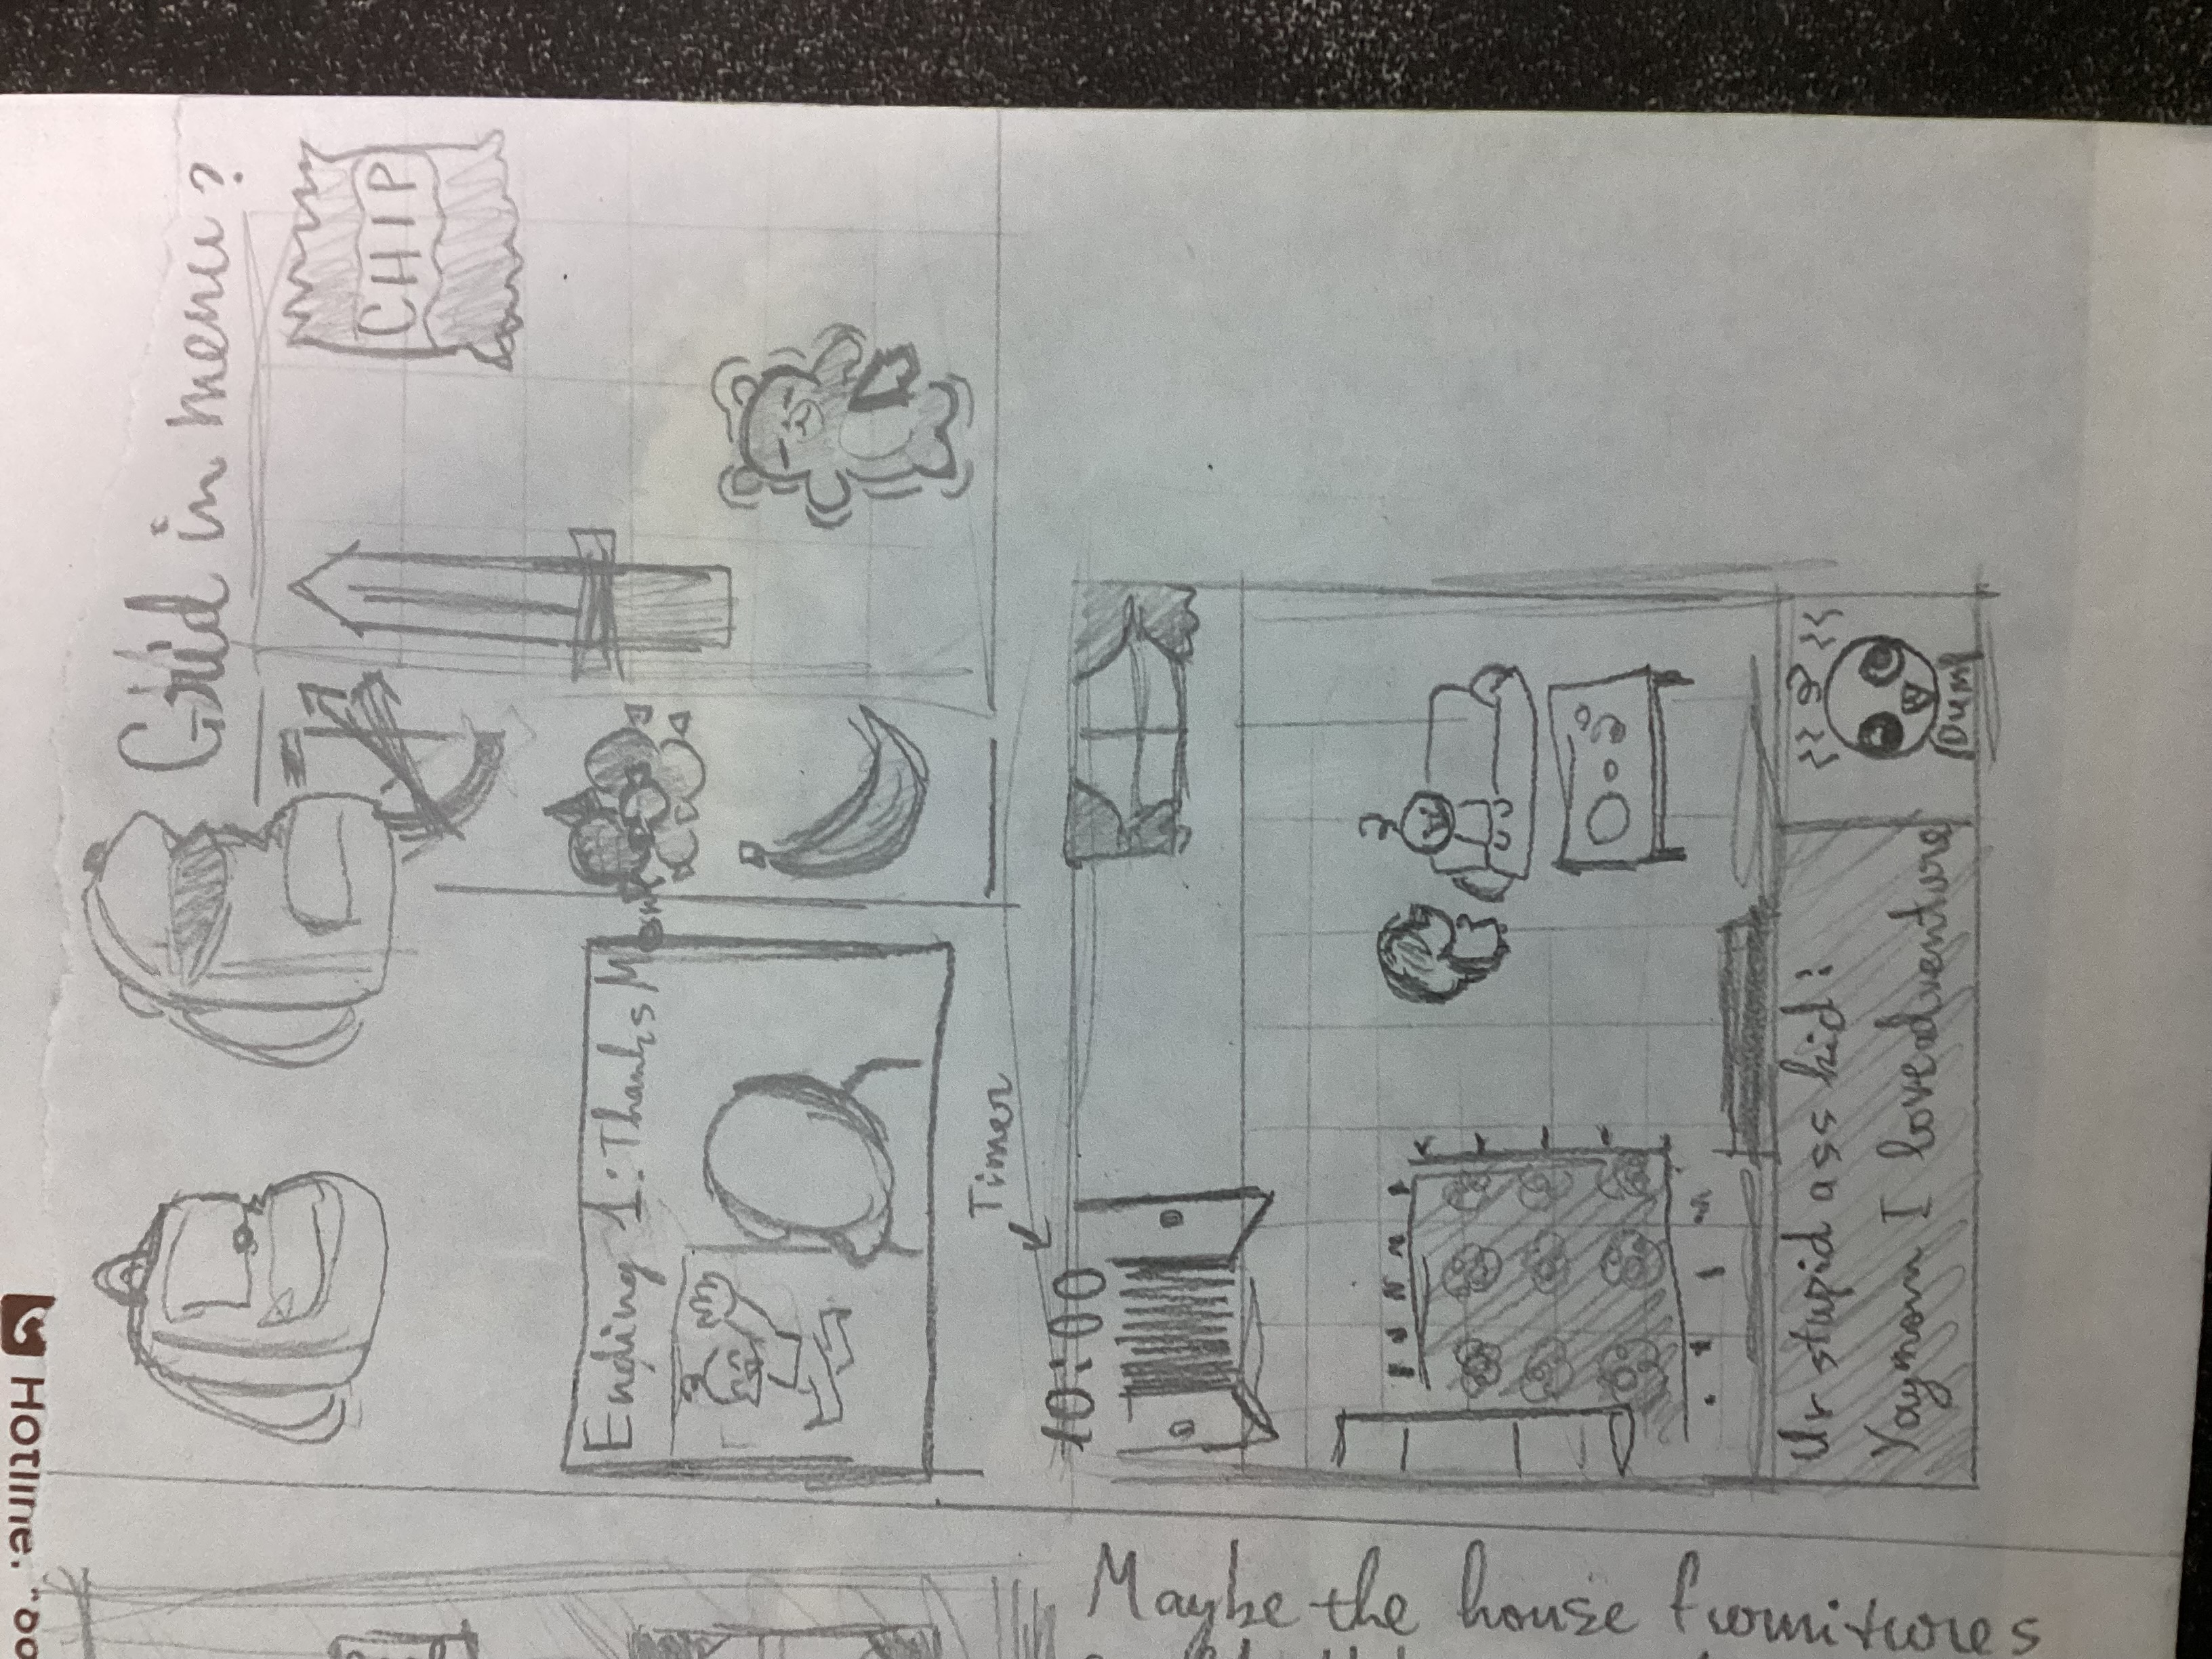 Grid in menu?
CHIP
Ending 1: Thanks Mom
Timer
10:00
Ur stupid ass kid:
Yaymom I loveadventure
Dum
Maybe the house furnitures
Hotline: